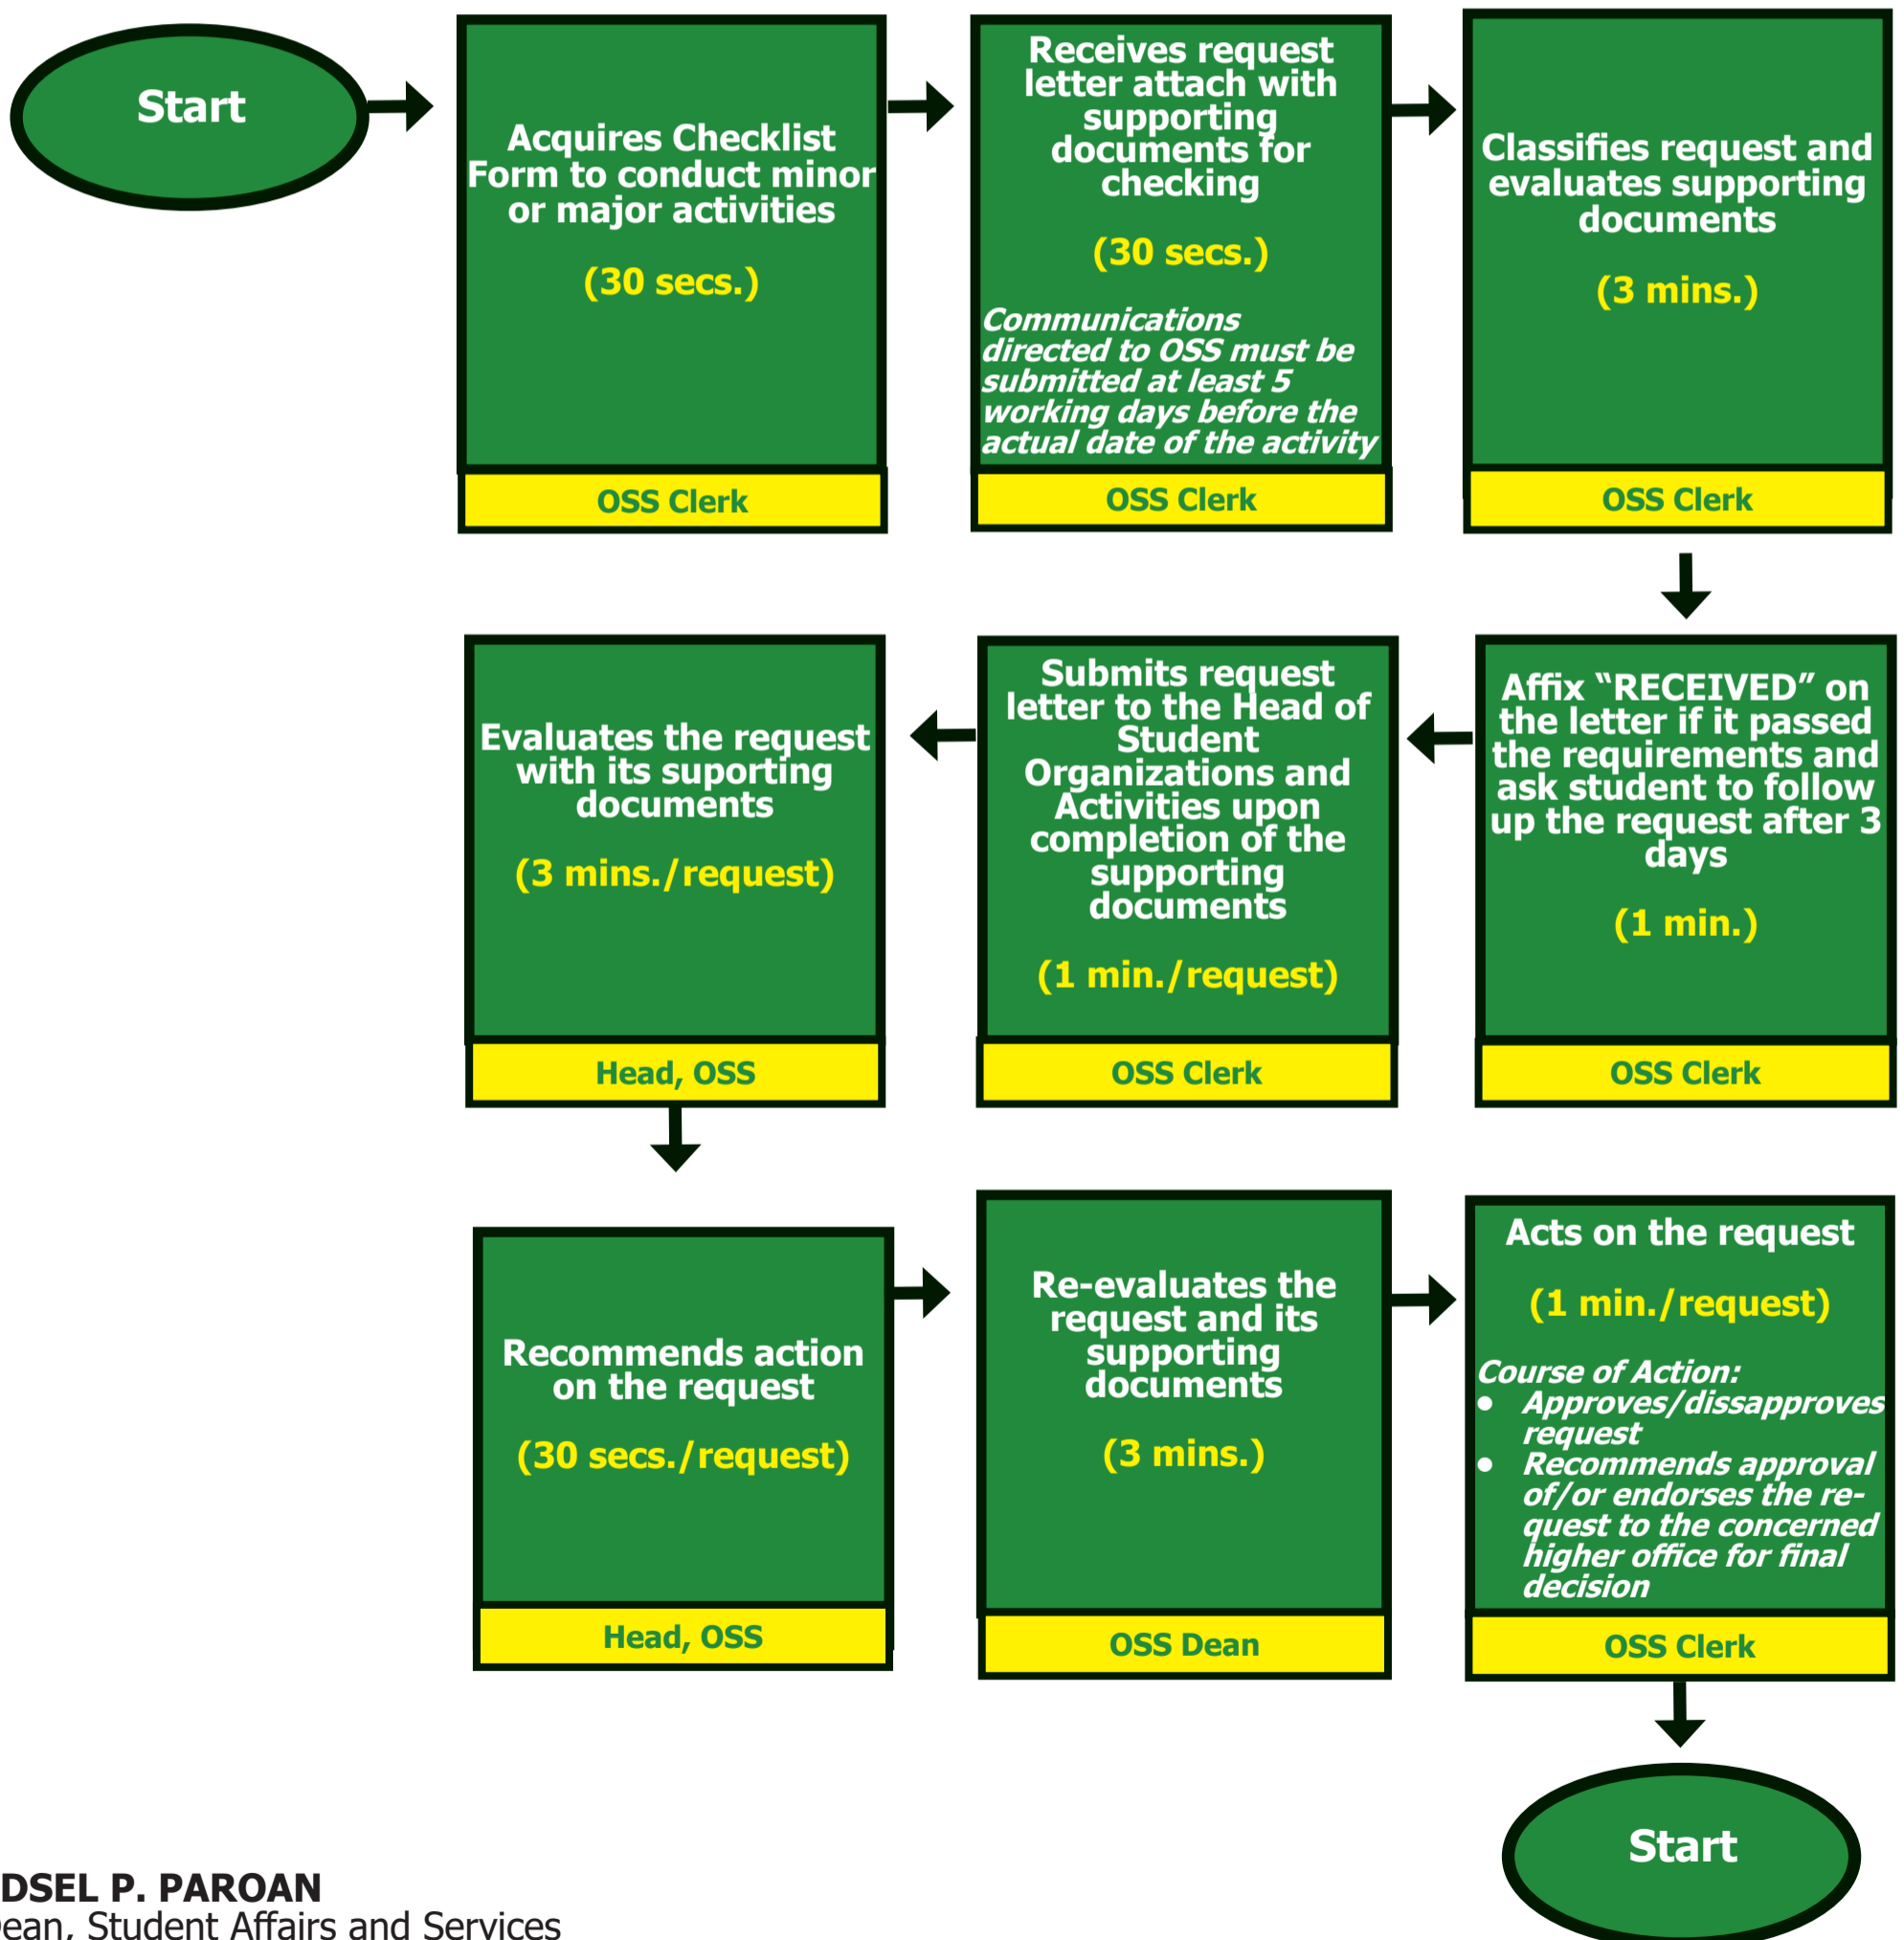 Start
Acquires Checklist
Form to conduct minor
or major activities
(30 secs.)
OSS Clerk
Receives request
letter attach with
supporting
documents for
checking
(30 secs.)
Communications
directed to OSS must be
submitted at least 5
working days before the
actual date of the activity
OSS Clerk
Classifies request and
evaluates supporting
documents
(3 mins.)
OSS Clerk
Affix “RECEIVED” on
the letter if it passed
the requirements and
ask student to follow
up the request after 3
days
(1 min.)
OSS Clerk
Submits request
letter to the Head of
Student
Organizations and
Activities upon
completion of the
supporting
documents
(1 min./request)
OSS Clerk
Evaluates the request
with its suporting
documents
(3 mins./request)
Head, OSS
Recommends action
on the request
(30 secs./request)
Head, OSS
Re-evaluates the
request and its
supporting
documents
(3 mins.)
OSS Dean
Acts on the request
(1 min./request)
Course of Action:
● Approves/dissapproves
request
● Recommends approval
of/or endorses the re-
quest to the concerned
higher office for final
decision
OSS Clerk
Start
DSEL P. PAROAN
ean, Student Affairs and Services